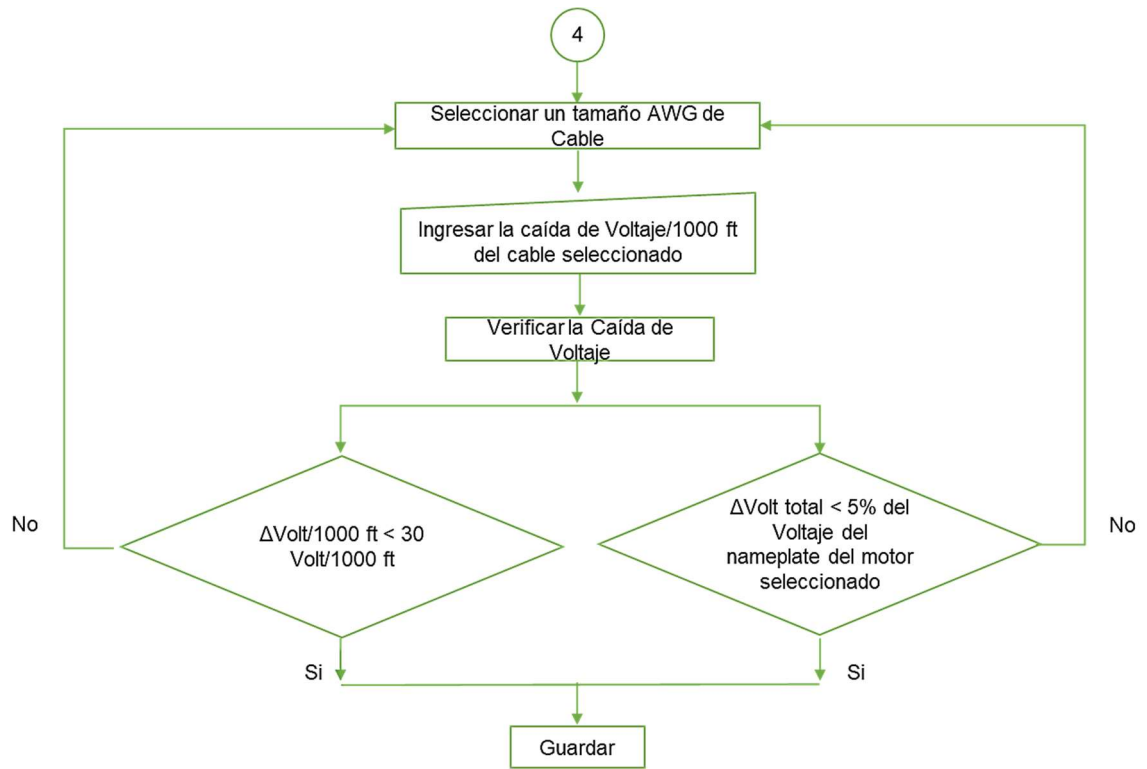 4
Seleccionar un tamaño AWG de
Cable
Ingresar la caída de Voltaje/1000 ft
del cable seleccionado
Verificar la Caída de
Voltaje
ΔVolt/1000 ft < 30
Volt/1000 ft
No
Si
ΔVolt total < 5% del
Voltaje del
nameplate del motor
seleccionado
No
Si
Guardar